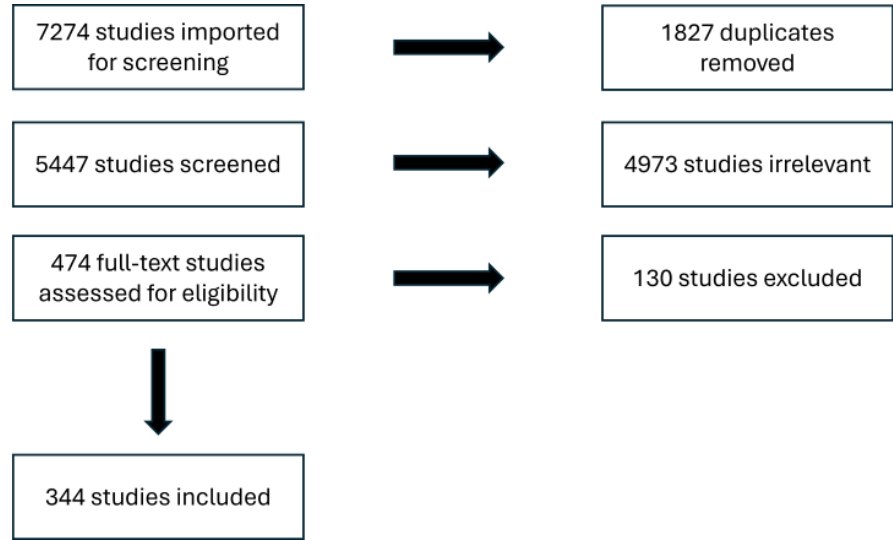 7274 studies imported
for screening
1827 duplicates
removed
5447 studies screened
4973 studies irrelevant
474 full-text studies
assessed for eligibility
130 studies excluded
344 studies included